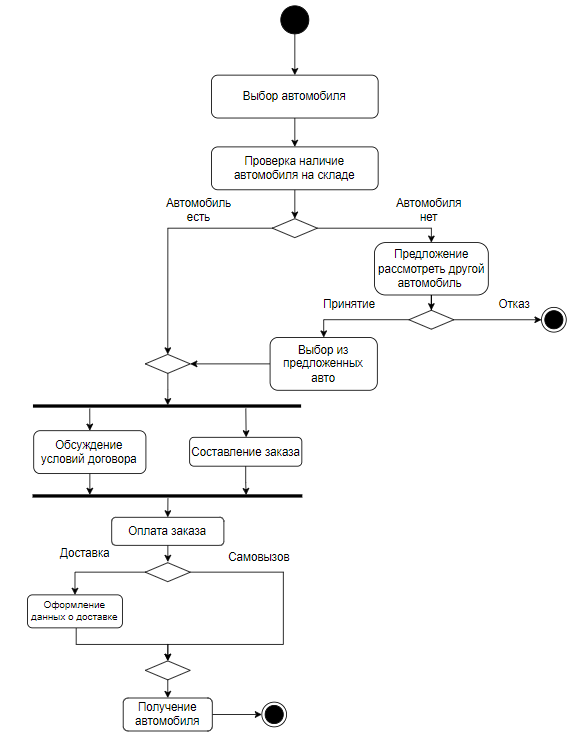 Выбор автомобиля
Проверка наличие
автомобиля на складе
Автомобиль
есть
Автомобиля
нет
Предложение
рассмотреть другой
автомобиль
Принятие
Отказ
Выбор из
предложенных
авто
Обсуждение
условий договора
Составление заказа
Оплата заказа
Доставка
Самовызов
Оформление
данных о доставке
Получение
автомобиля